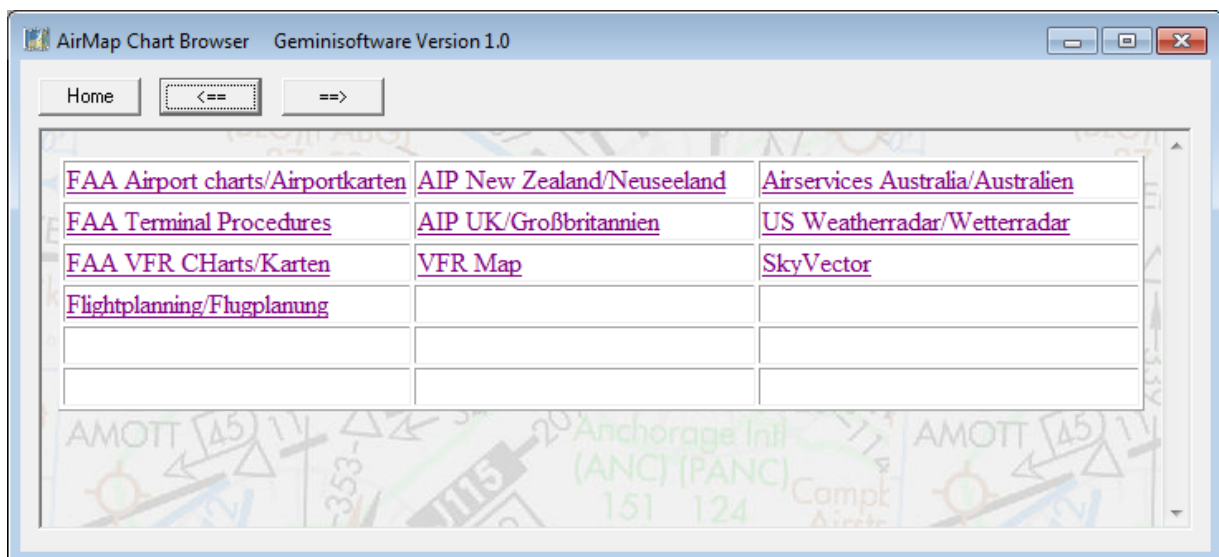 AirMap Chart Browser Geminisoftware Version 1.0
Home <== ==>
FAA Airport charts/Airportkarten AIP New Zealand/Neuseeland Airservices Australia/Australien
FAA Terminal Procedures AIP UK/Großbritannien US Weatherradar/Wetterradar
FAA VFR CHarts/Karten VFR Map SkyVector
Flightplanning/Flugplanung
AMOTT 45 Anchorage Intl AMOTT 45
353 J115 (ANC) (PANC)
151 124